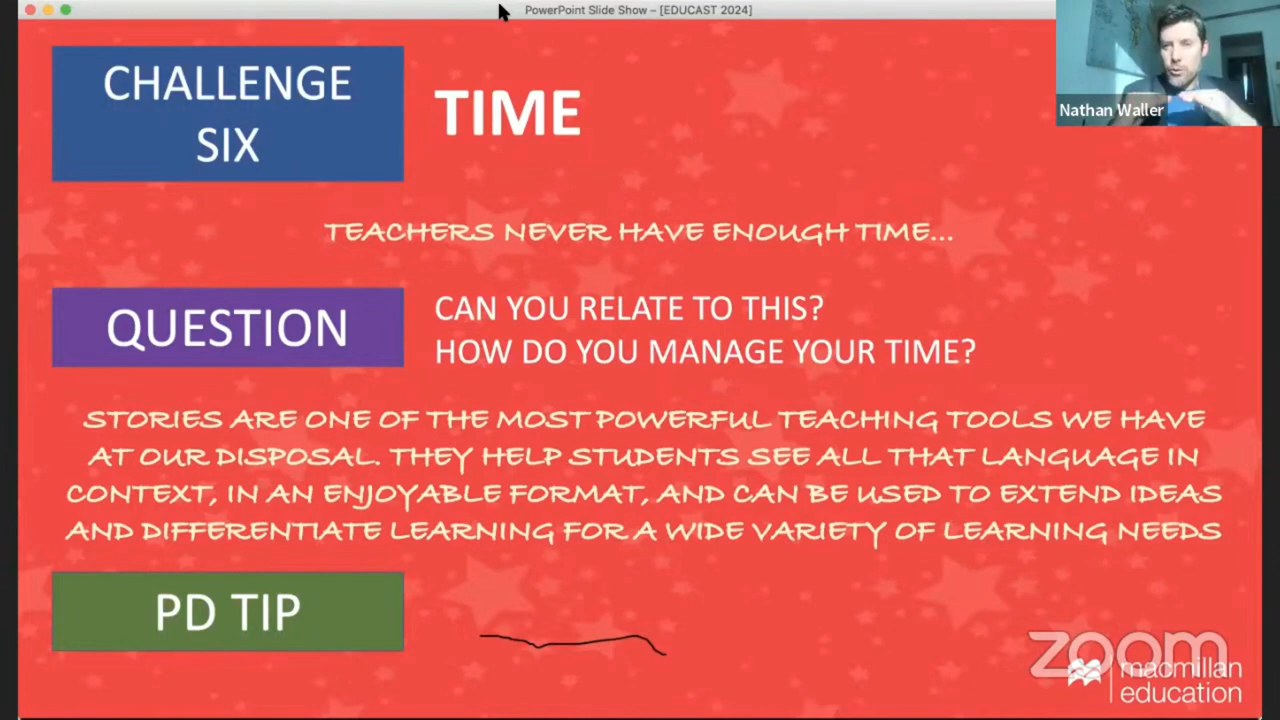 PowerPoint Slide Show – [EDUCAST 2024]
Nathan Waller
CHALLENGE
SIX
TIME
TEACHERS NEVER HAVE ENOUGH TIME...
QUESTION
CAN YOU RELATE TO THIS?
HOW DO YOU MANAGE YOUR TIME?
STORIES ARE ONE OF THE MOST POWERFUL TEACHING TOOLS WE HAVE
AT OUR DISPOSAL. THEY HELP STUDENTS SEE ALL THAT LANGUAGE IN
CONTEXT, IN AN ENJOYABLE FORMAT, AND CAN BE USED TO EXTEND IDEAS
AND DIFFERENTIATE LEARNING FOR A WIDE VARIETY OF LEARNING NEEDS
PD TIP
zoom
macmillan
education